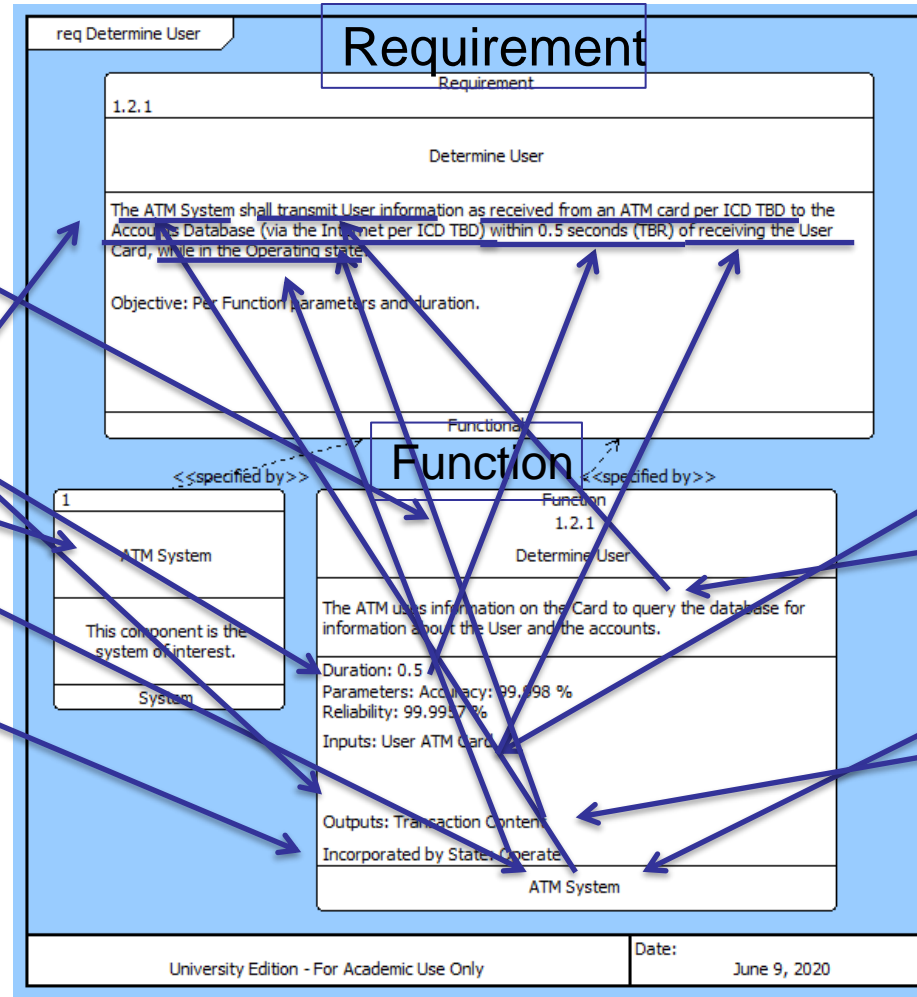 req Determine User
Requirement
Requirement
1.2.1
Determine User
The ATM System shall transmit User information as received from an ATM card per ICD TBD to the
Accounts Database (via the Internet per ICD TBD) within 0.5 seconds (TBR) of receiving the User
Card, while in the Operating state.
Objective: Per Function parameters and duration.
Functional
Function
<<specified by>>
<<specified by>>
1
ATM System
This component is the
system of interest.
System
Function
1.2.1
Determine User
The ATM uses information on the Card to query the database for
information about the User and the accounts.
Duration: 0.5
Parameters: Accuracy: 99.998 %
Reliability: 99.9957 %
Inputs: User ATM Card
Outputs: Transaction Content
Incorporated by State: Operate
ATM System
University Edition - For Academic Use Only
Date:
June 9, 2020